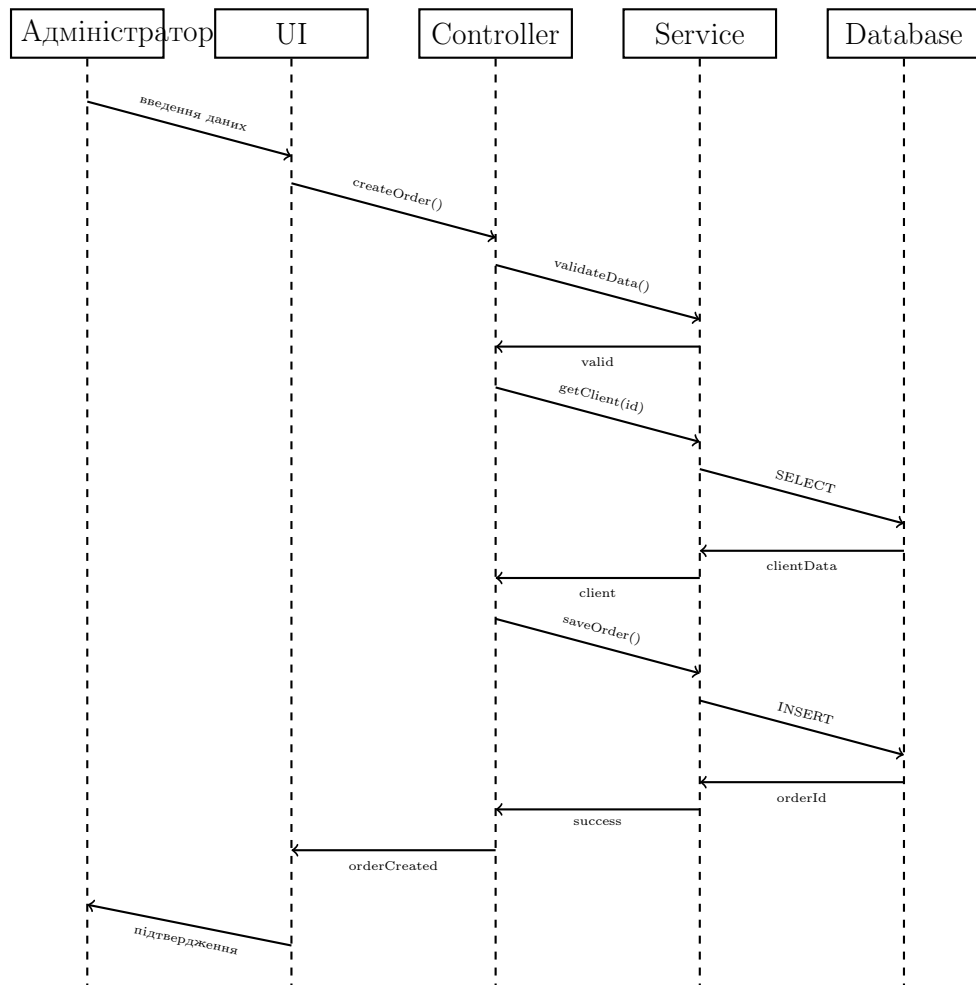 Адміністратор
UI
Controller
Service
Database
введення даних
createOrder()
validateData()
valid
getClient(id)
SELECT
clientData
client
saveOrder()
INSERT
orderId
success
orderCreated
підтвердження